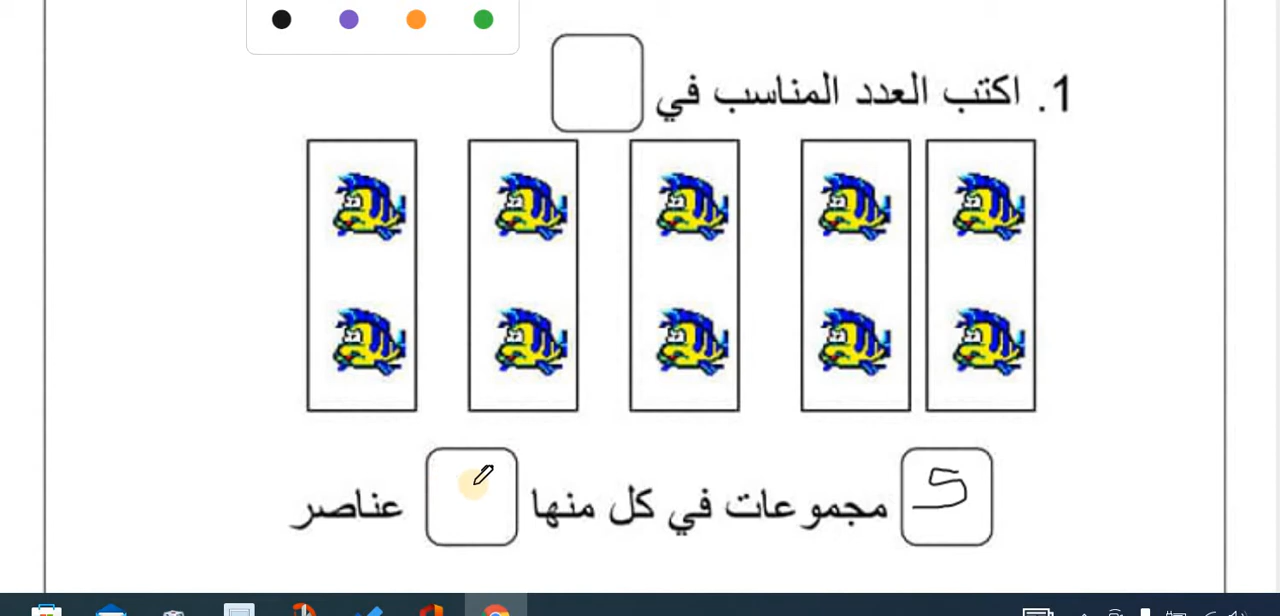 1. اكتب العدد المناسب في
5 مجموعات في كل منها عناصر